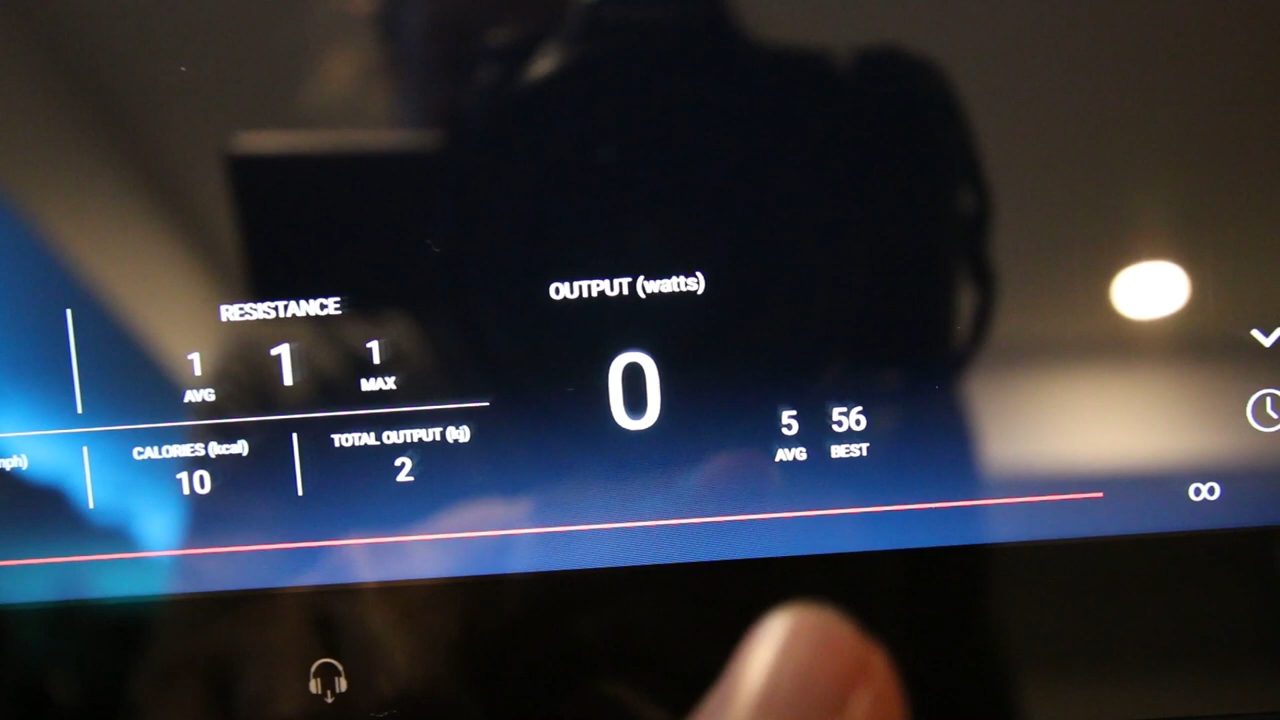 RESISTANCE
1 AVG
1
1 MAX
OUTPUT (watts)
0
5 AVG
56 BEST
mph)
CALORIES (kcal)
10
TOTAL OUTPUT (kj)
2
∞